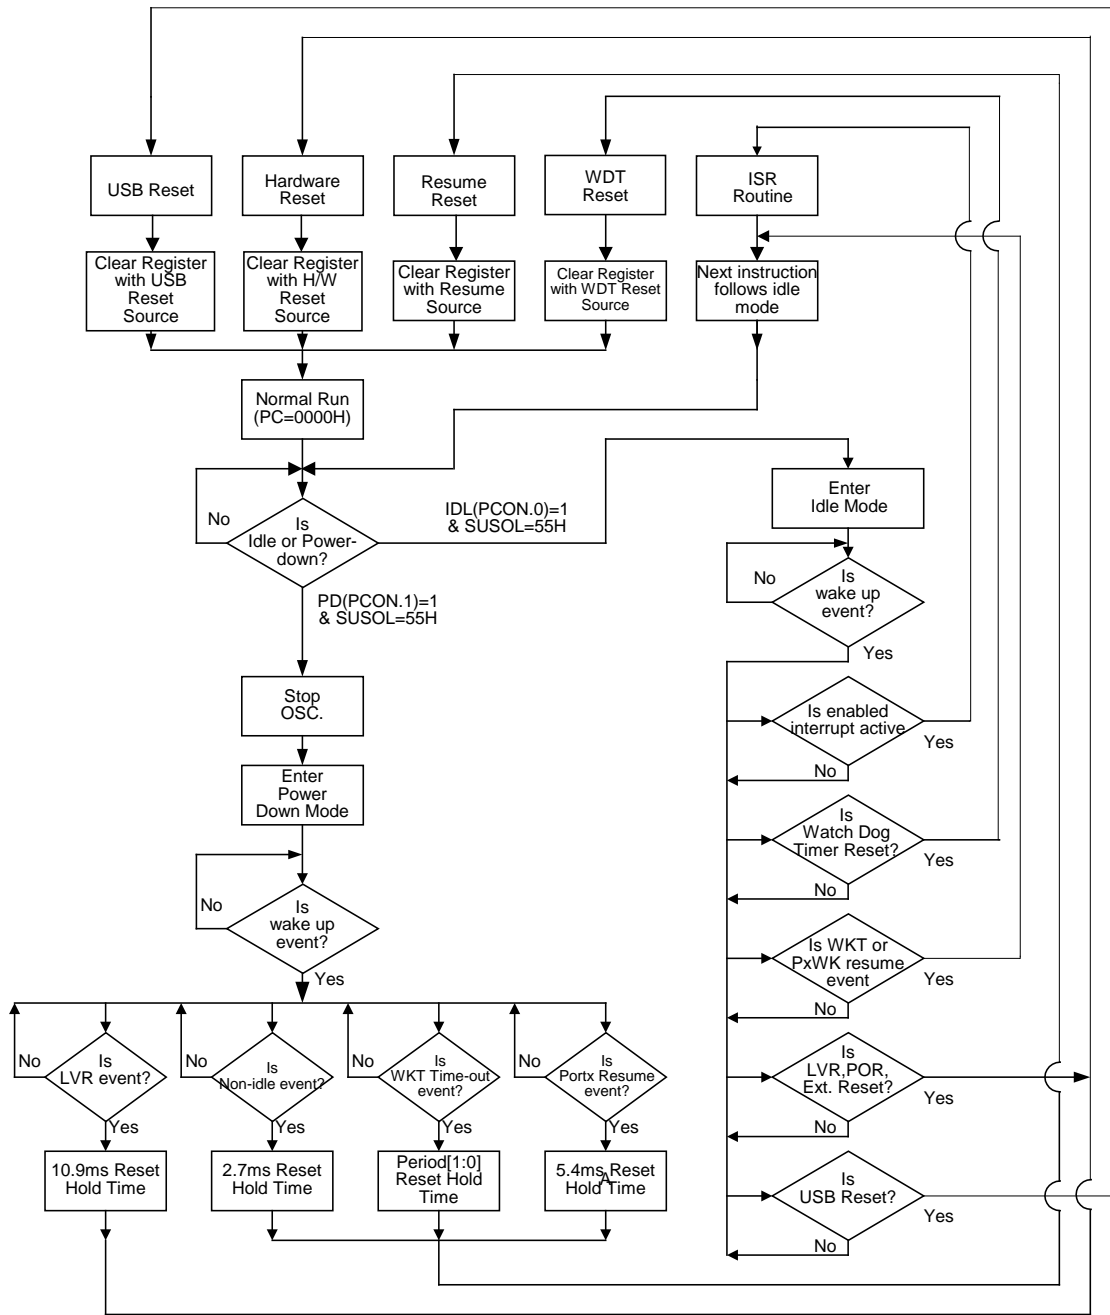 USB Reset
Hardware
Reset
Resume
Reset
WDT
Reset
ISR
Routine
Clear Register
with USB
Reset
Source
Clear Register
with H/W
Reset
Source
Clear Register
with Resume
Source
Clear Register
with WDT Reset
Source
Next instruction
follows idle
mode
Normal Run
(PC=0000H)
No
Is
Idle or Power-
down?
IDL(PCON.0)=1
& SUSOL=55H
PD(PCON.1)=1
& SUSOL=55H
Enter
Idle Mode
No
Is
wake up
event?
Yes
Stop
OSC.
Enter
Power
Down Mode
No
Is
wake up
event?
Yes
Is enabled
interrupt active
Yes
No
Is
Watch Dog
Timer Reset?
Yes
No
Is WKT or
PxWK resume
event
Yes
No
Is
LVR,POR,
Ext. Reset?
Yes
No
Is
USB Reset?
Yes
No
No
Is
LVR event?
Yes
No
Is
Non-idle event?
Yes
No
Is
WKT Time-out
event?
Yes
No
Is
Portx Resume
event?
Yes
10.9ms Reset
Hold Time
2.7ms Reset
Hold Time
Period[1:0]
Reset Hold
Time
5.4ms Reset
Hold Time
A